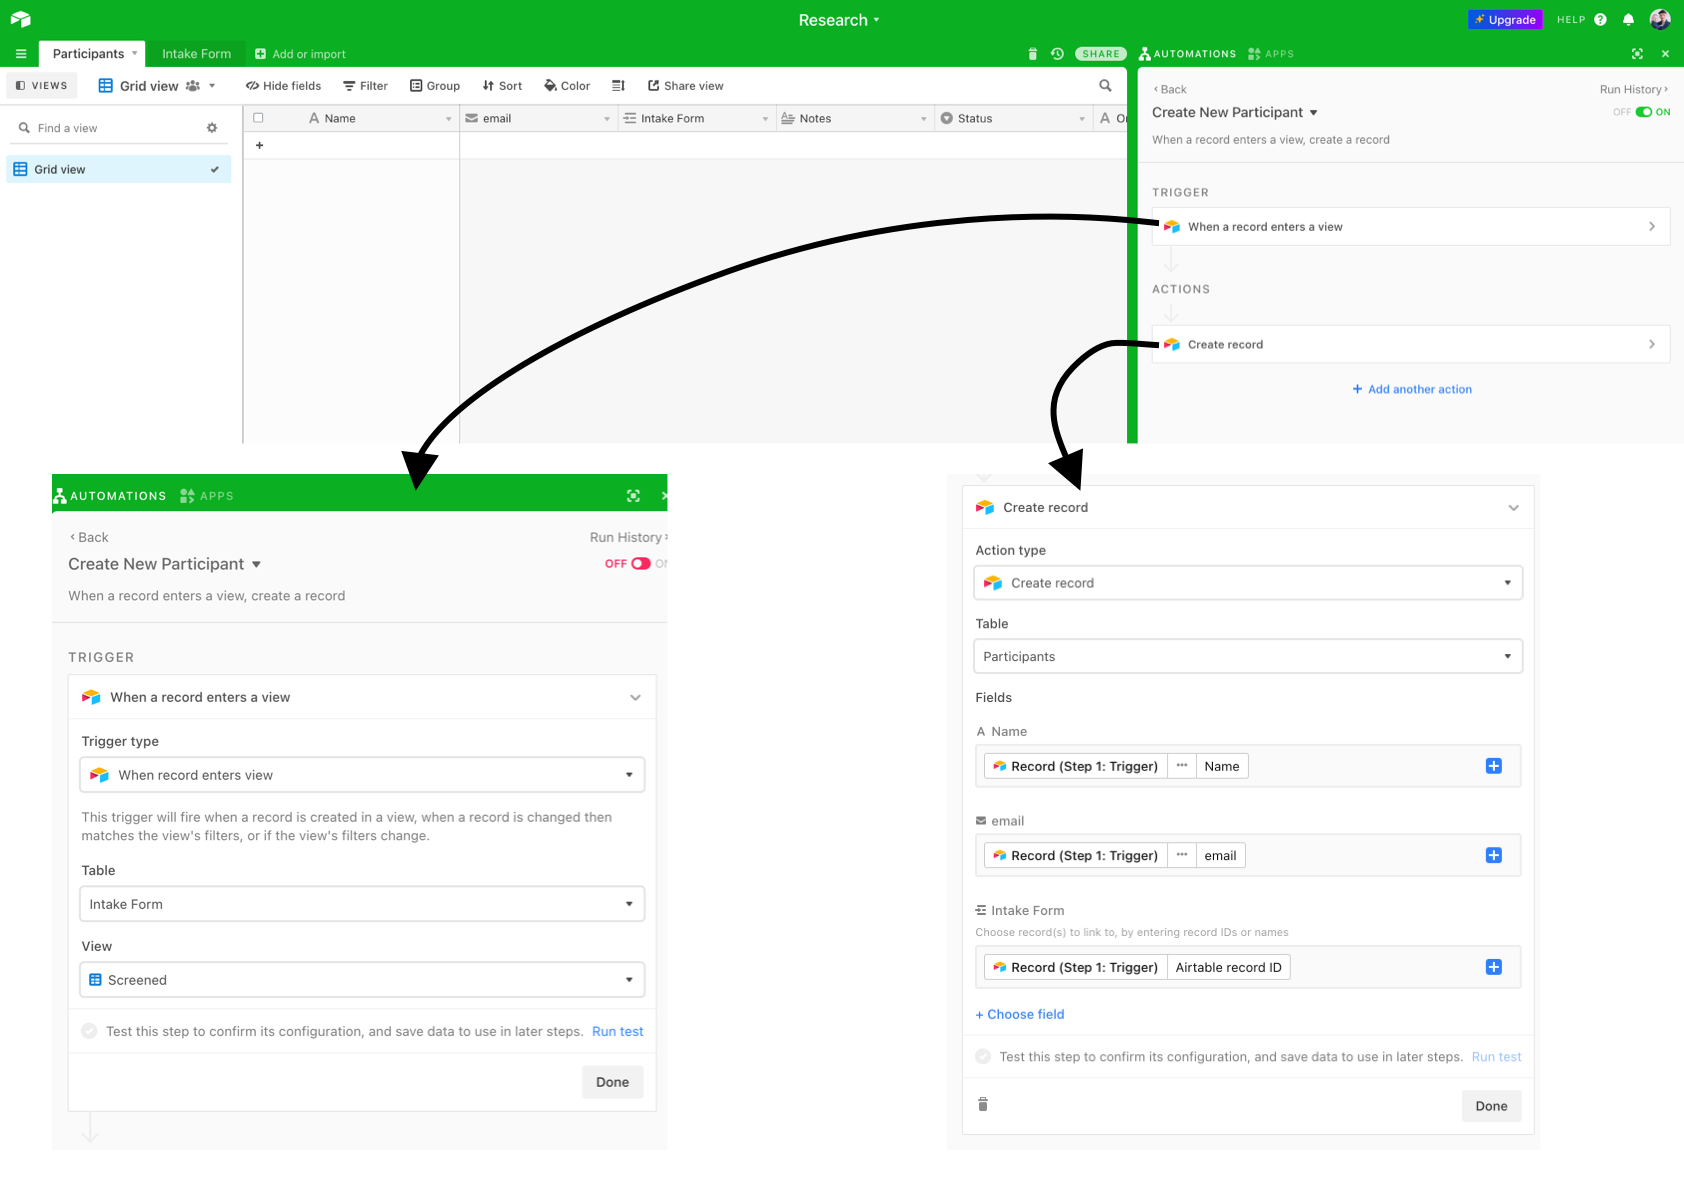 Research
Upgrade
HELP
Participants
Intake Form
Add or import
SHARE
AUTOMATIONS
APPS
VIEWS
Grid view
Hide fields
Filter
Group
Sort
Color
Share view
Find a view
Grid view
Name
email
Intake Form
Notes
Status
+
Back
Run History
Create New Participant
OFF
ON
When a record enters a view, create a record
TRIGGER
When a record enters a view
ACTIONS
Create record
+ Add another action
AUTOMATIONS
APPS
Back
Run History
Create New Participant
OFF
When a record enters a view, create a record
TRIGGER
When a record enters a view
Trigger type
When record enters view
This trigger will fire when a record is created in a view, when a record is changed then
matches the view's filters, or if the view's filters change.
Table
Intake Form
View
Screened
Test this step to confirm its configuration, and save data to use in later steps. Run test
Done
Create record
Action type
Create record
Table
Participants
Fields
A Name
Record (Step 1: Trigger) ··· Name
email
Record (Step 1: Trigger) ··· email
Intake Form
Choose record(s) to link to, by entering record IDs or names
Record (Step 1: Trigger) Airtable record ID
+ Choose field
Test this step to confirm its configuration, and save data to use in later steps. Run test
Done